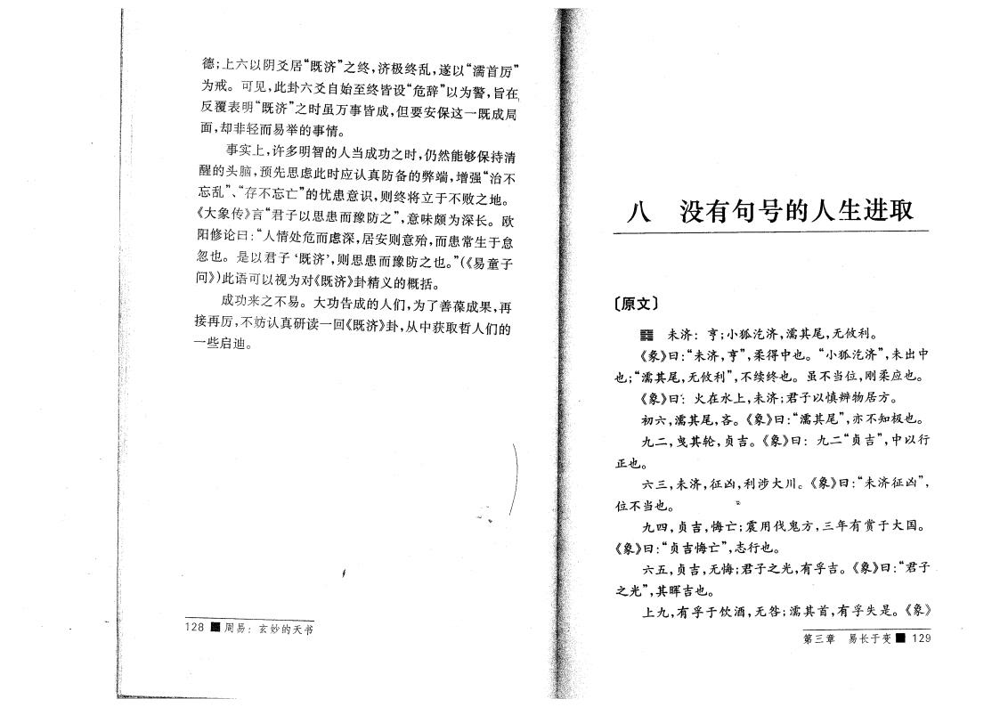 德;上六以阴爻居“既济”之终,济极终乱,遂以“濡首厉”
为戒。可见,此卦六爻自始至终皆设“危辞”以为警,旨在
反覆表明“既济”之时虽万事皆成,但要安保这一既成局
面,却非轻而易举的事情。
事实上,许多明智的人当成功之时,仍然能够保持清
醒的头脑,预先思虑此时应认真防备的弊端,增强“治不
忘乱”、“存不忘亡”的忧患意识,则终将立于不败之地。
《大象传》言“君子以思患而豫防之”,意味颇为深长。欧
阳修论曰:“人情处危而虑深,居安则意殆,而患常生于怠
忽也。是以君子‘既济’,则思患而豫防之也。”(《易童子
问》)此语可以视为对《既济》卦精义的概括。
成功来之不易。大功告成的人们,为了善葆成果,再
接再厉,不妨认真研读一回《既济》卦,从中获取哲人们的
一些启迪。
128 ■ 周易:玄妙的天书
八 没有句号的人生进取
〔原文〕
䷿ 未济:亨;小狐汔济,濡其尾,无攸利。
《彖》曰:“未济,亨”,柔得中也。“小狐汔济”,未出中
也;“濡其尾,无攸利”,不续终也。虽不当位,刚柔应也。
《象》曰:火在水上,未济;君子以慎辨物居方。
初六,濡其尾,吝。《象》曰:“濡其尾”,亦不知极也。
九二,曳其轮,贞吉。《象》曰:九二“贞吉”,中以行
正也。
六三,未济,征凶,利涉大川。《象》曰:“未济征凶”,
位不当也。
九四,贞吉,悔亡;震用伐鬼方,三年有赏于大国。
《象》曰:“贞吉悔亡”,志行也。
六五,贞吉,无悔;君子之光,有孚吉。《象》曰:“君子
之光”,其晖吉也。
上九,有孚于饮酒,无咎;濡其首,有孚失是。《象》
第三章 易长于变 ■ 129